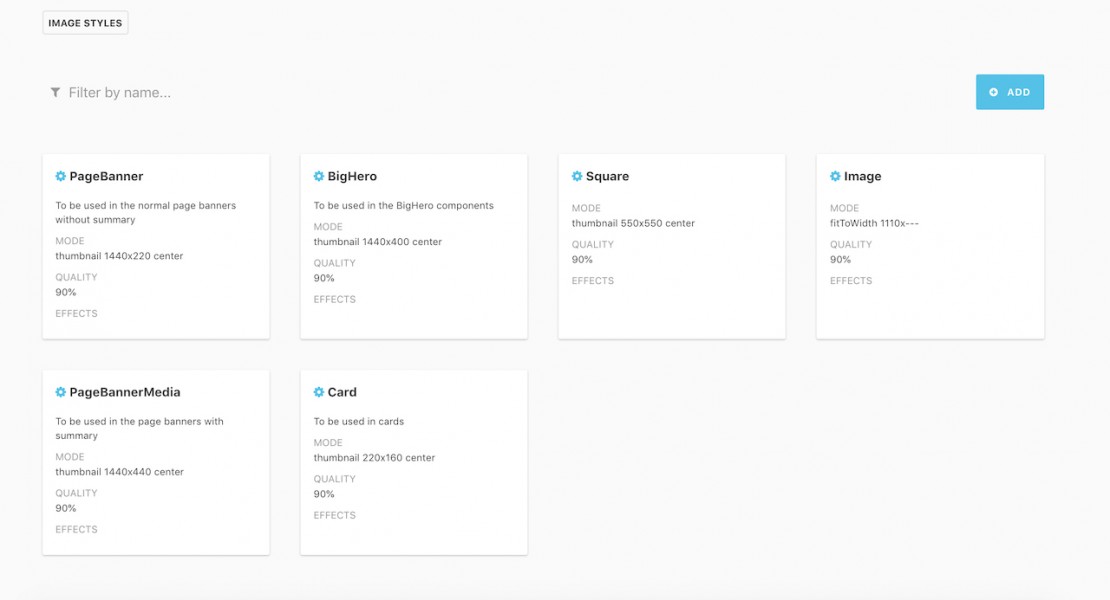 IMAGE STYLES
Filter by name...
ADD
PageBanner
To be used in the normal page banners
without summary
MODE
thumbnail 1440x220 center
QUALITY
90%
EFFECTS
BigHero
To be used in the BigHero components
MODE
thumbnail 1440x400 center
QUALITY
90%
EFFECTS
Square
MODE
thumbnail 550x550 center
QUALITY
90%
EFFECTS
Image
MODE
fitToWidth 1110x---
QUALITY
90%
EFFECTS
PageBannerMedia
To be used in the page banners with
summary
MODE
thumbnail 1440x440 center
QUALITY
90%
EFFECTS
Card
To be used in cards
MODE
thumbnail 220x160 center
QUALITY
90%
EFFECTS